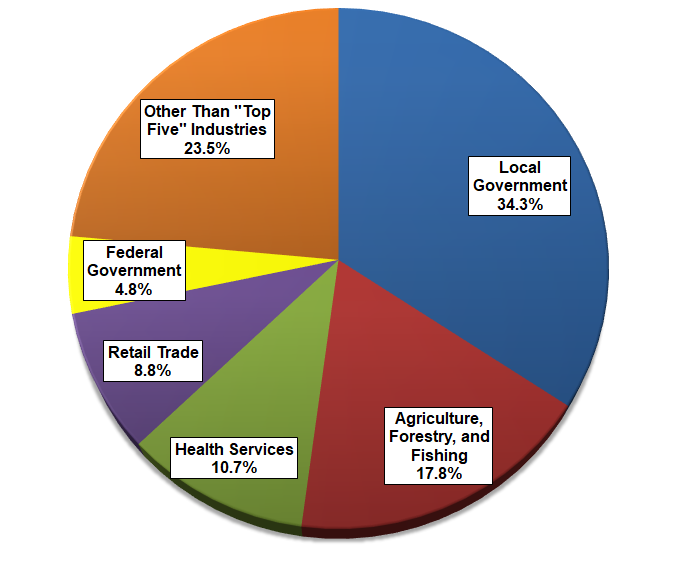 Other Than "Top
Five" Industries
23.5%
Local
Government
34.3%
Federal
Government
4.8%
Retail Trade
8.8%
Agriculture,
Forestry, and
Fishing
17.8%
Health Services
10.7%